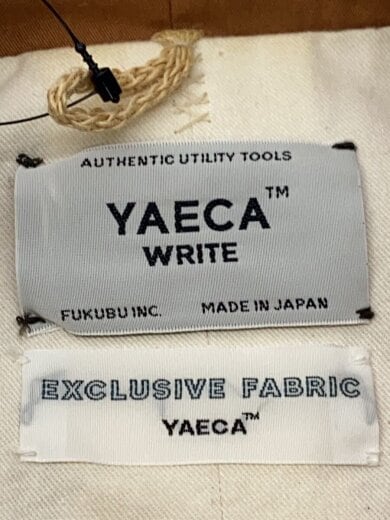 AUTHENTIC UTILITY TOOLS
YAECA™
WRITE
FUKUBU INC. MADE IN JAPAN
EXCLUSIVE FABRIC
YAECA™